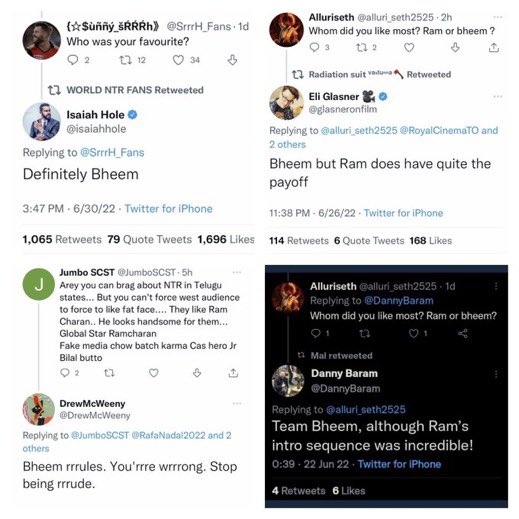 {☆$ùññý_šŔŔŔh》 @SrrrH_Fans · 1d
Who was your favourite?
2 12 34
WORLD NTR FANS Retweeted
Isaiah Hole
@isaiahhole
Replying to @SrrrH_Fans
Definitely Bheem
3:47 PM · 6/30/22 · Twitter for iPhone
1,065 Retweets 79 Quote Tweets 1,696 Likes
Alluriseth @alluri_seth2525 · 2h
Whom did you like most? Ram or bheem ?
3 2
Radiation suit Retweeted
Eli Glasner
@glasneronfilm
Replying to @alluri_seth2525 @RoyalCinemaTO and
2 others
Bheem but Ram does have quite the
payoff
11:38 PM · 6/26/22 · Twitter for iPhone
114 Retweets 6 Quote Tweets 168 Likes
J
Jumbo SCST @JumboSCST · 5h
Arey you can brag about NTR in Telugu
states... But you can't force west audience
to force to like fat face.... They like Ram
Charan.. He looks handsome for them...
Global Star Ramcharan
Fake media chow batch karma Cas hero Jr
Bilal butto
2
DrewMcWeeny
@DrewMcWeeny
Replying to @JumboSCST @RafaNadal2022 and 2
others
Bheem rrrules. You'rrre wrrrong. Stop
being rrrude.
Alluriseth @alluri_seth2525 · 1d
Replying to @DannyBaram
Whom did you like most? Ram or bheem?
1 1
Mal retweeted
Danny Baram
@DannyBaram
Replying to @alluri_seth2525
Team Bheem, although Ram's
intro sequence was incredible!
0:39 · 22 Jun 22 · Twitter for iPhone
4 Retweets 6 Likes